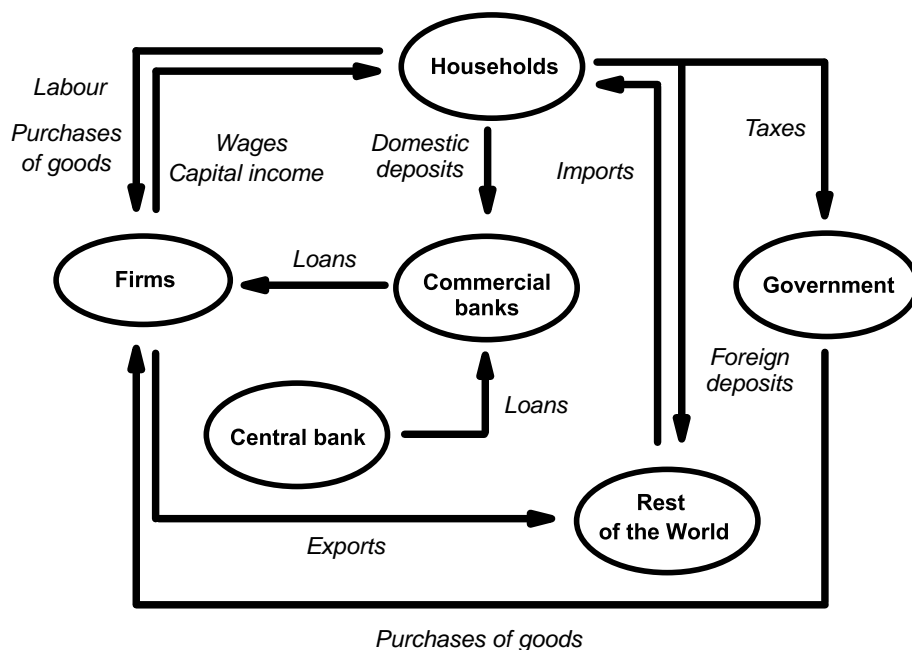 Households
Labour
Purchases
of goods
Wages
Capital income
Domestic
deposits
Imports
Taxes
Firms
Loans
Commercial
banks
Government
Foreign
deposits
Central bank
Loans
Rest
of the World
Exports
Purchases of goods